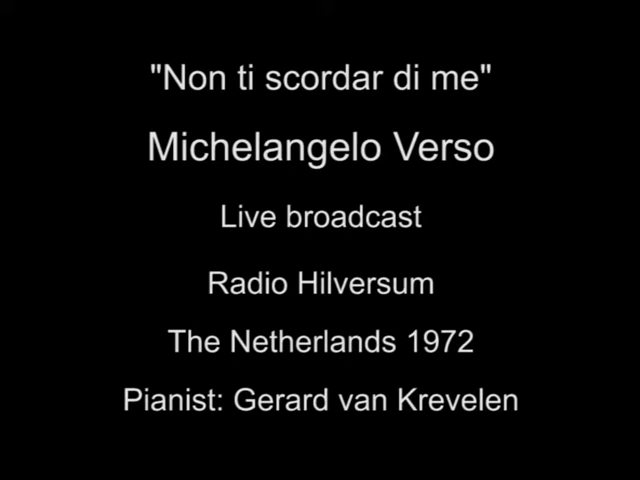 "Non ti scordar di me"
Michelangelo Verso
Live broadcast
Radio Hilversum
The Netherlands 1972
Pianist: Gerard van Krevelen